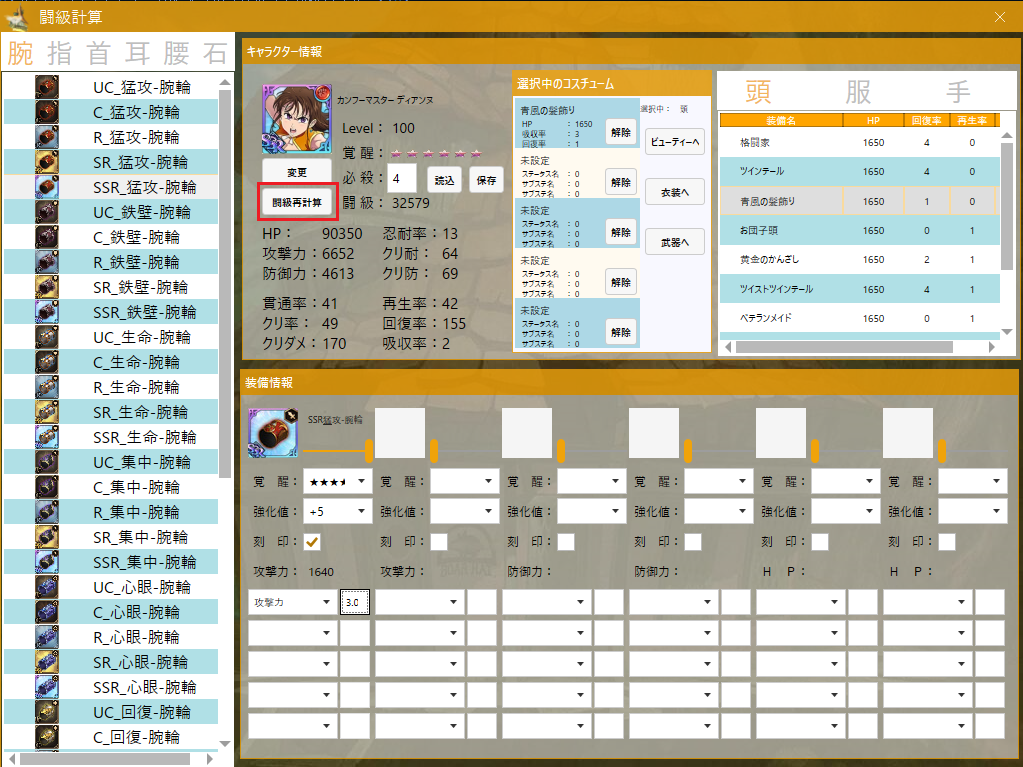 闘級計算
腕 指 首 耳 腰 石
UC_猛攻-腕輪
C_猛攻-腕輪
R_猛攻-腕輪
SR_猛攻-腕輪
SSR_猛攻-腕輪
UC_鉄壁-腕輪
C_鉄壁-腕輪
R_鉄壁-腕輪
SR_鉄壁-腕輪
SSR_鉄壁-腕輪
UC_生命-腕輪
C_生命-腕輪
R_生命-腕輪
SR_生命-腕輪
SSR_生命-腕輪
UC_集中-腕輪
C_集中-腕輪
R_集中-腕輪
SR_集中-腕輪
SSR_集中-腕輪
UC_心眼-腕輪
C_心眼-腕輪
R_心眼-腕輪
SR_心眼-腕輪
SSR_心眼-腕輪
UC_回復-腕輪
C_回復-腕輪
キャラクター情報
カンフーマスター ディアンヌ
Level： 100
覚 醒：
必 殺： 4 読込 保存
闘 級： 32579
変更
闘級再計算
HP： 90350 忍耐率：13
攻撃力：6652 クリ耐： 64
防御力：4613 クリ防： 69
貫通率：41 再生率：42
クリ率： 49 回復率：155
クリダメ：170 吸収率：2
選択中のコスチューム
青風の髪飾り
HP ： 1650
吸収率 ： 3
回復率 ： 1
解除
未設定
ステータス名 ： 0
サブステ名 ： 0
サブステ名 ： 0
解除
未設定
ステータス名 ： 0
サブステ名 ： 0
サブステ名 ： 0
解除
未設定
ステータス名 ： 0
サブステ名 ： 0
サブステ名 ： 0
解除
未設定
ステータス名 ： 0
サブステ名 ： 0
サブステ名 ： 0
解除
選択中： 頭
ビューティーへ
衣装へ
武器へ
頭 服 手
装備名 HP 回復率 再生率
格闘家 1650 4 0
ツインテール 1650 4 0
青風の髪飾り 1650 1 0
お団子頭 1650 0 1
黄金のかんざし 1650 2 1
ツイストツインテール 1650 4 1
ベテランメイド 1650 0 1
装備情報
SSR猛攻-腕輪
覚 醒： ★★★ 覚 醒： 覚 醒： 覚 醒： 覚 醒： 覚 醒：
強化値： +5 強化値： 強化値： 強化値： 強化値： 強化値：
刻 印： 刻 印： 刻 印： 刻 印： 刻 印： 刻 印：
攻撃力： 1640 攻撃力： 防御力： 防御力： H P： H P：
攻撃力 3.0